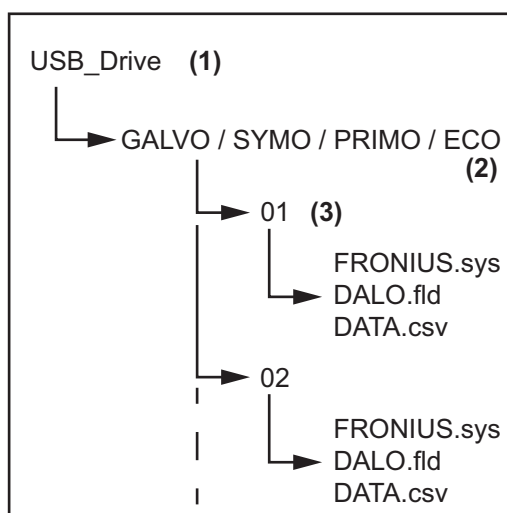 USB_Drive (1)
GALVO / SYMO / PRIMO / ECO
(2)
01 (3)
FRONIUS.sys
DALO.fld
DATA.csv
02
FRONIUS.sys
DALO.fld
DATA.csv